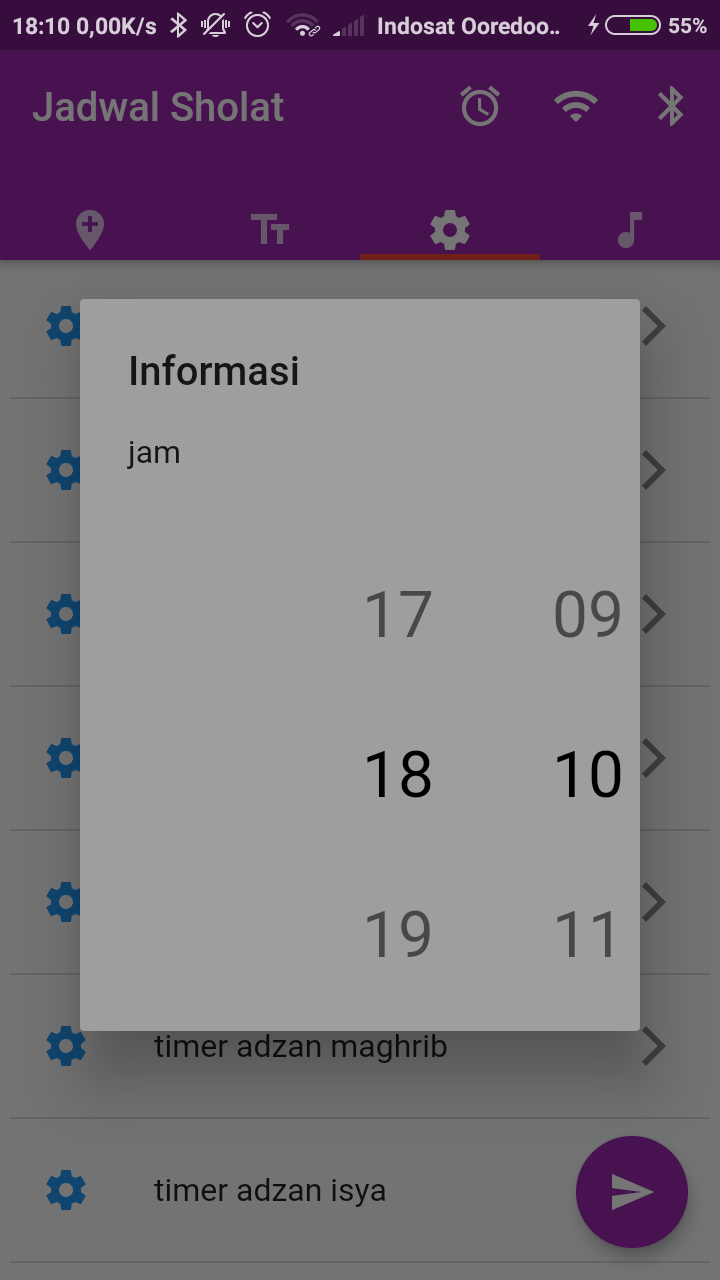 18:10 0,00K/s Indosat Ooredoo.. 55%
Jadwal Sholat
Informasi
jam
17 09
18 10
19 11
timer adzan maghrib
timer adzan isya